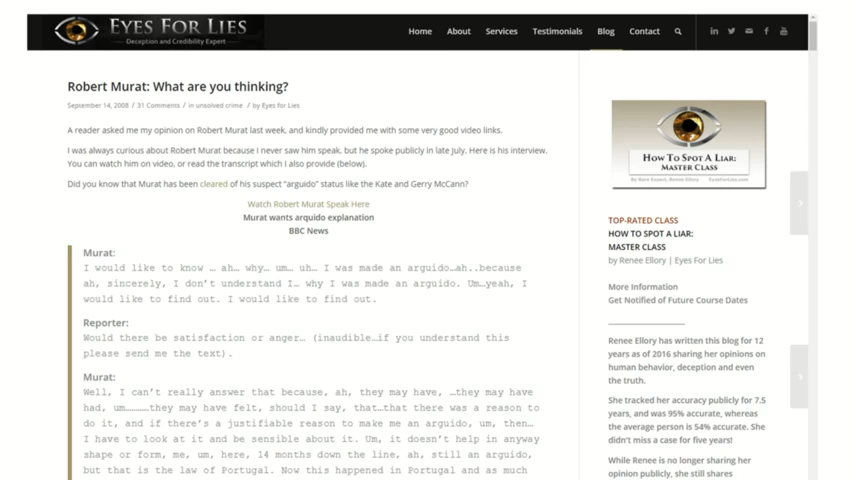 EYES FOR LIES
Deception and Credibility Expert
Home About Services Testimonials Blog Contact
Robert Murat: What are you thinking?
September 14, 2008 / 31 Comments / in unsolved crime / by Eyes for Lies
A reader asked me my opinion on Robert Murat last week, and kindly provided me with some very good video links.
I was always curious about Robert Murat because I never saw him speak, but he spoke publicly in late July. Here is his interview.
You can watch him on video, or read the transcript which I also provide (below).
Did you know that Murat has been cleared of his suspect "arguido" status like the Kate and Gerry McCann?
Watch Robert Murat Speak Here
Murat wants arquido explanation
BBC News
Murat:
I would like to know … ah… why… um… uh… I was made an arguido…ah..because
ah, sincerely, I don't understand I… why I was made an arguido. Um…yeah, I
would like to find out. I would like to find out.
Reporter:
Would there be satisfaction or anger… (inaudible…if you understand this
please send me the text).
Murat:
Well, I can't really answer that because, ah, they may have, …they may have
had, um………they may have felt, should I say, that…that there was a reason to
do it, and if there's a justifiable reason to make me an arguido, um, then…
I have to look at it and be sensible about it. Um, it doesn't help in anyway
shape or form, me, um, here, 14 months down the line, ah, still an arguido,
but that is the law of Portugal. Now this happened in Portugal and as much
HOW TO SPOT A LIAR:
MASTER CLASS
By Rare Expert, Renee Ellory EyesForLies.com
TOP-RATED CLASS
HOW TO SPOT A LIAR:
MASTER CLASS
by Renee Ellory | Eyes For Lies
More Information
Get Notified of Future Course Dates
Renee Ellory has written this blog for 12
years as of 2016 sharing her opinions on
human behavior, deception and even
the truth.
She tracked her accuracy publicly for 7.5
years, and was 95% accurate, whereas
the average person is 54% accurate. She
didn't miss a case for five years!
While Renee is no longer sharing her
opinion publicly, she still shares